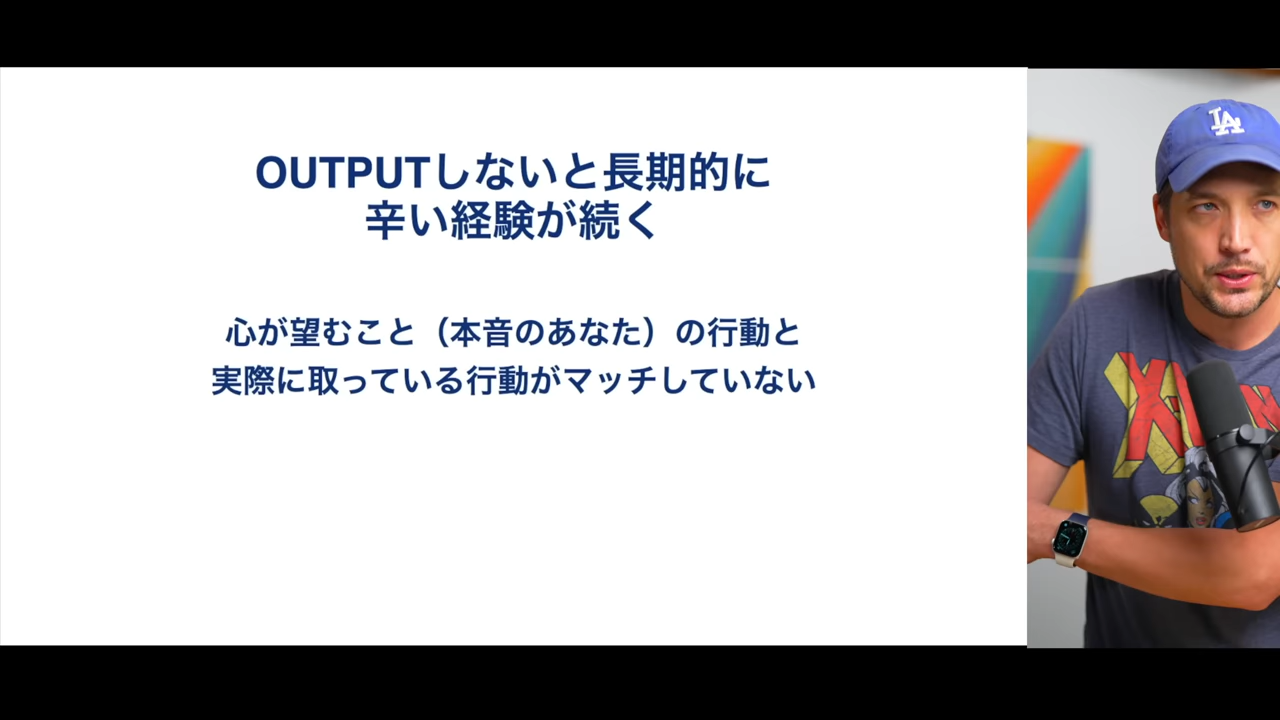 OUTPUTしないと長期的に
辛い経験が続く
心が望むこと（本音のあなた）の行動と
実際に取っている行動がマッチしていない
LA